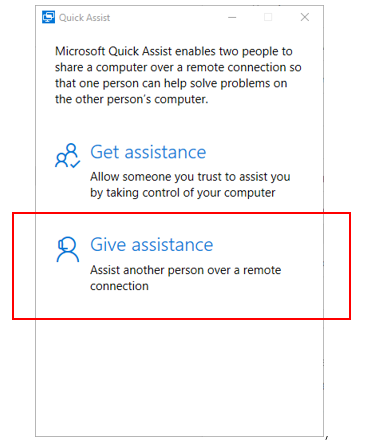 Quick Assist
Microsoft Quick Assist enables two people to
share a computer over a remote connection so
that one person can help solve problems on
the other person's computer.
Get assistance
Allow someone you trust to assist you
by taking control of your computer
Give assistance
Assist another person over a remote
connection